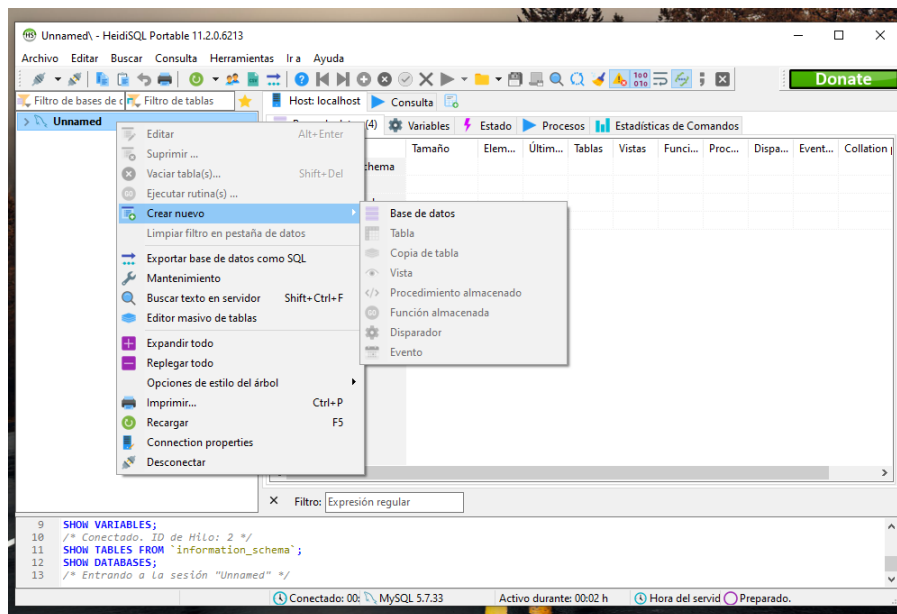 Unnamed\ - HeidiSQL Portable 11.2.0.6213
Archivo Editar Buscar Consulta Herramientas Ir a Ayuda
Donate
Filtro de bases de d Filtro de tablas Host: localhost Consulta
Unnamed
(4) Variables Estado Procesos Estadísticas de Comandos
Tamaño Elem... Últim... Tablas Vistas Funci... Proc... Dispa... Event... Collation
Editar Alt+Enter
Suprimir ...
Vaciar tabla(s)... Shift+Del
Ejecutar rutina(s) ...
Crear nuevo
Limpiar filtro en pestaña de datos
Exportar base de datos como SQL
Mantenimiento
Buscar texto en servidor Shift+Ctrl+F
Editor masivo de tablas
Expandir todo
Replegar todo
Opciones de estilo del árbol
Imprimir... Ctrl+P
Recargar F5
Connection properties
Desconectar
hema
Base de datos
Tabla
Copia de tabla
Vista
Procedimiento almacenado
Función almacenada
Disparador
Evento
Filtro: Expresión regular
9 SHOW VARIABLES;
10 /* Conectado. ID de Hilo: 2 */
11 SHOW TABLES FROM `information_schema`;
12 SHOW DATABASES;
13 /* Entrando a la sesión "Unnamed" */
Conectado: 00: MySQL 5.7.33 Activo durante: 00:02 h Hora del servid Preparado.